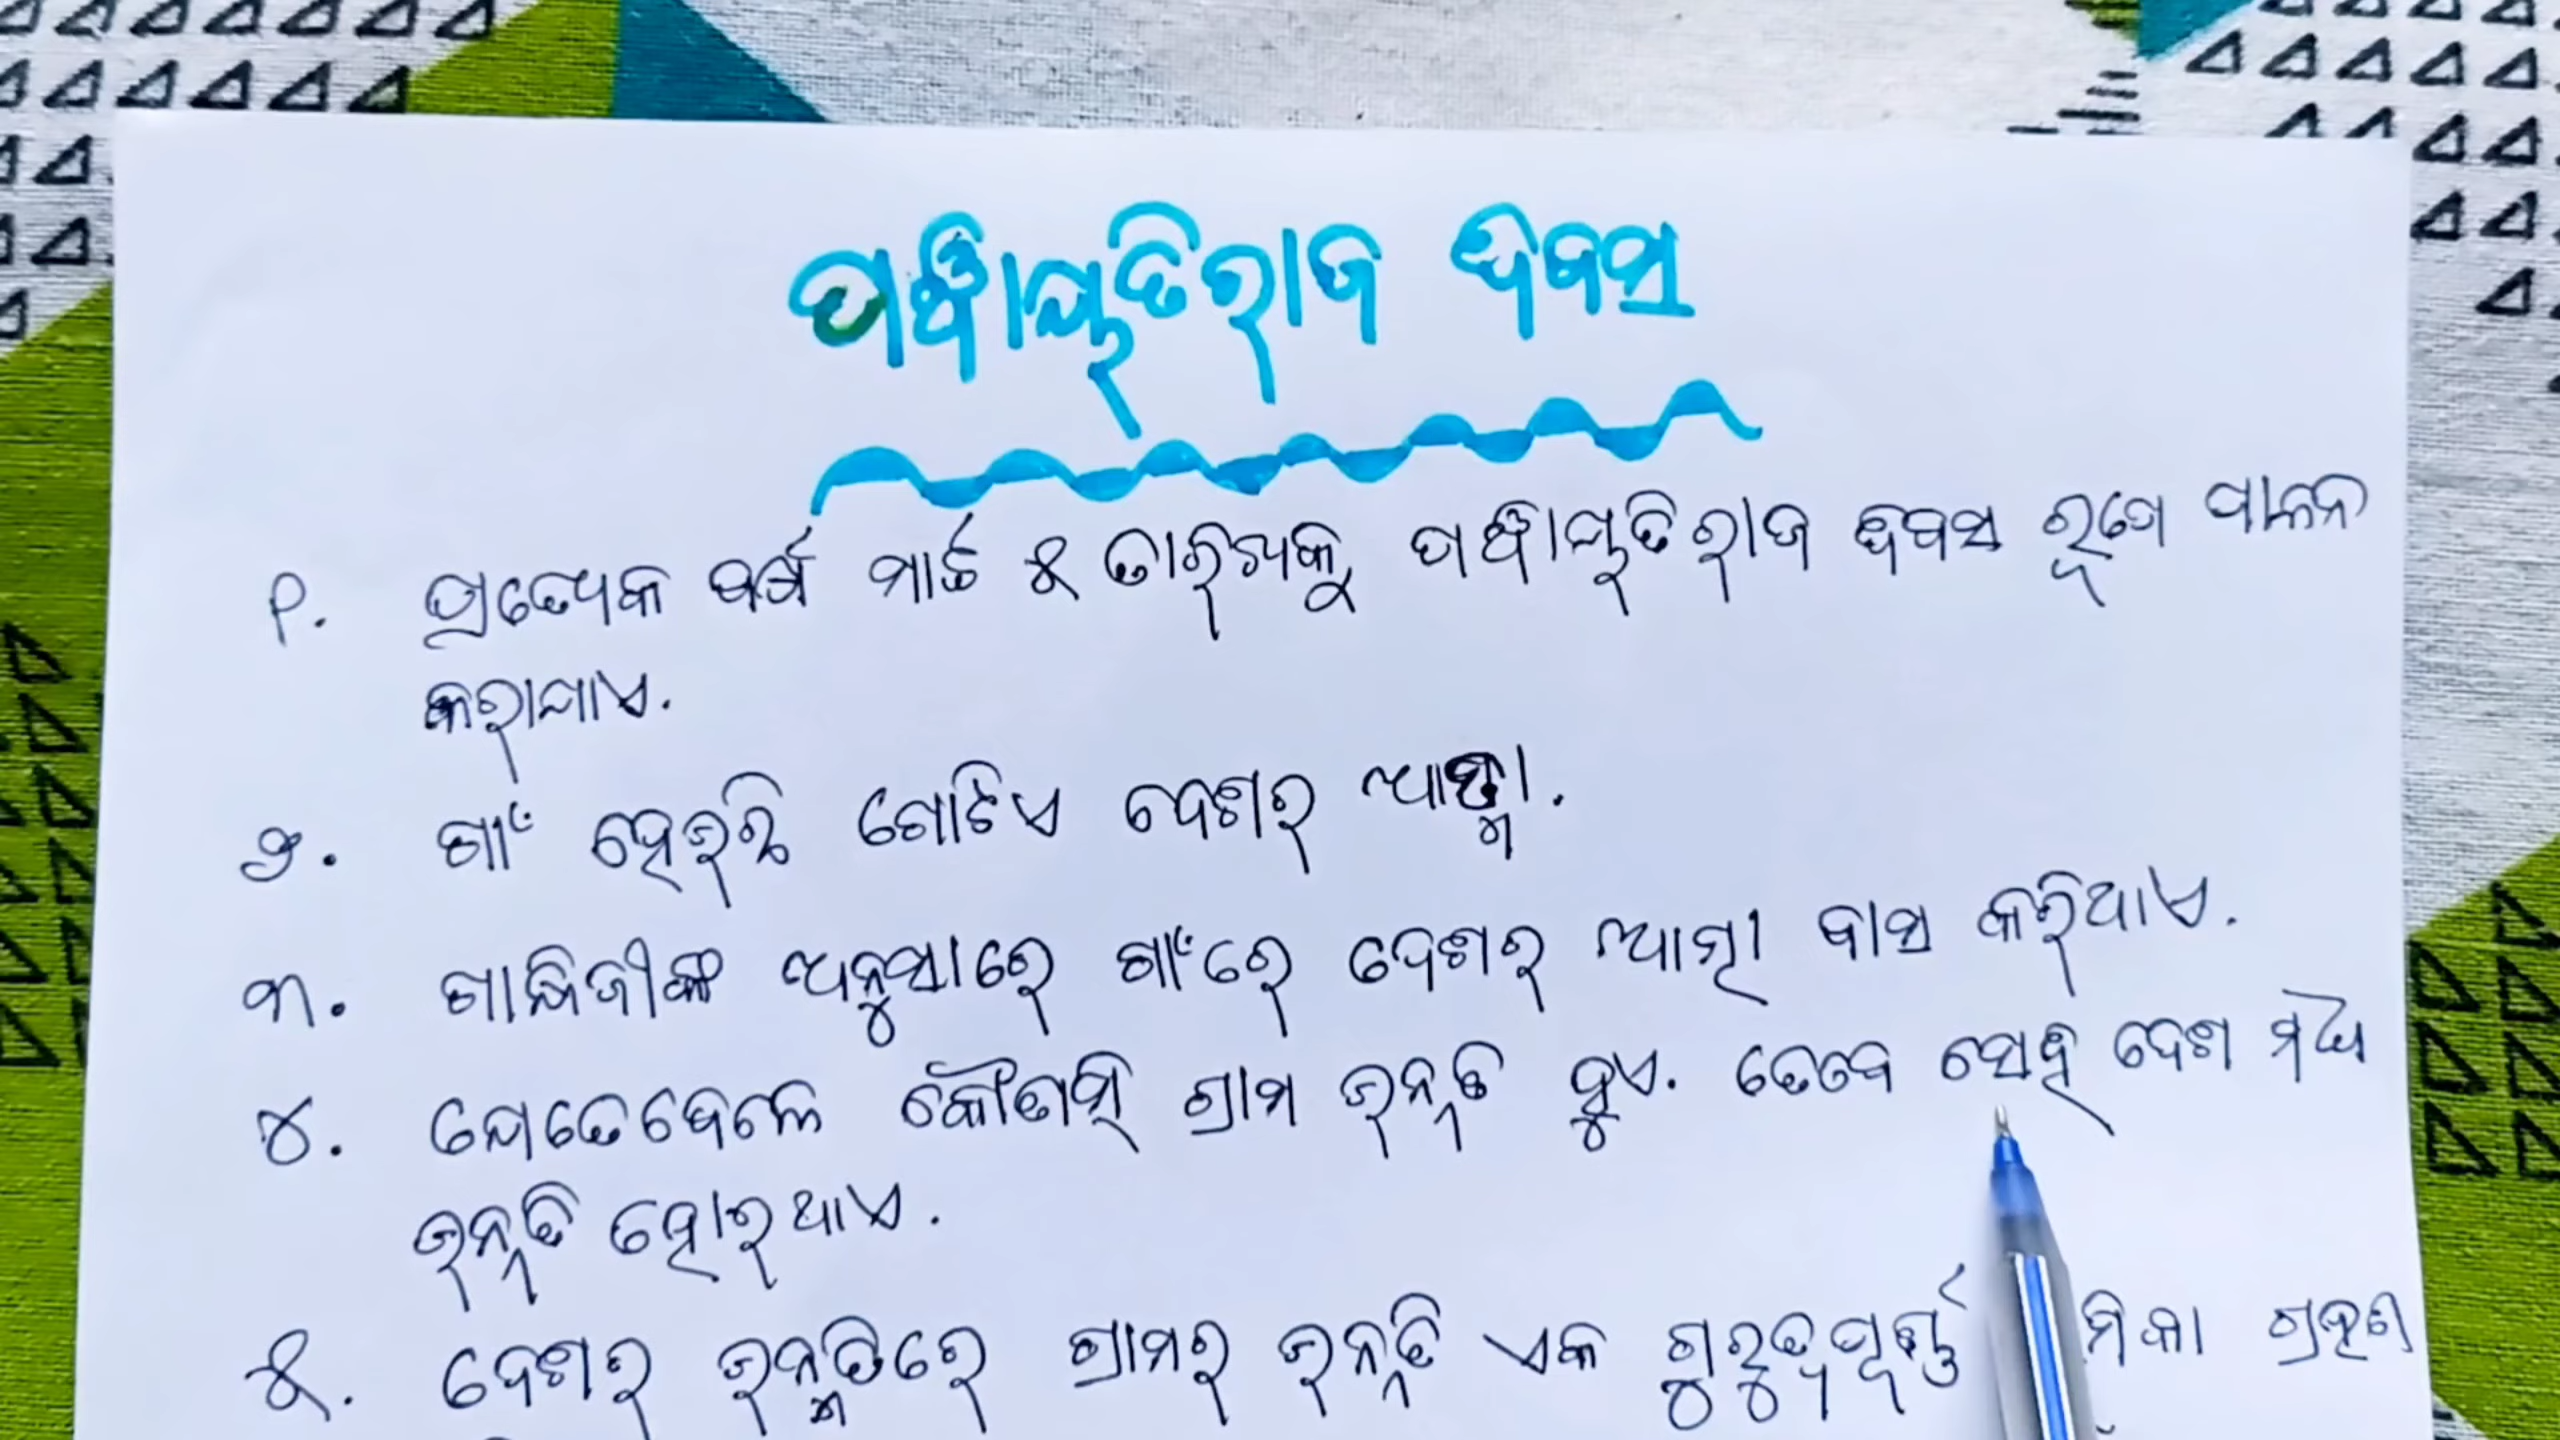 ପଞ୍ଚାୟତିରାଜ ଦିବସ
୧. ପ୍ରତ୍ୟେକ ବର୍ଷ ମାର୍ଚ୍ଚ ୫ ତାରିଖକୁ ପଞ୍ଚାୟତିରାଜ ଦିବସ ରୂପେ ପାଳନ
କରାଯାଏ.
୨. ଗାଁ ହେଉଛି ଗୋଟିଏ ଦେଶର ଆତ୍ମା.
୩. ଗାନ୍ଧିଜୀଙ୍କ ଅନୁସାରେ ଗାଁରେ ଦେଶର ଆତ୍ମା ବାସ କରିଥାଏ.
୪. ଯେତେବେଳେ କୌଣସି ଗ୍ରାମ ଉନ୍ନତି ହୁଏ. ତେବେ ସେହି ଦେଶ ମଧ୍ୟ
ଉନ୍ନତି ହୋଇଥାଏ.
୫. ଦେଶର ଉନ୍ନତିରେ ଗ୍ରାମର ଉନ୍ନତି ଏକ ଗୁରୁତ୍ୱପୂର୍ଣ୍ଣ ମିକା ଗ୍ରହଣ